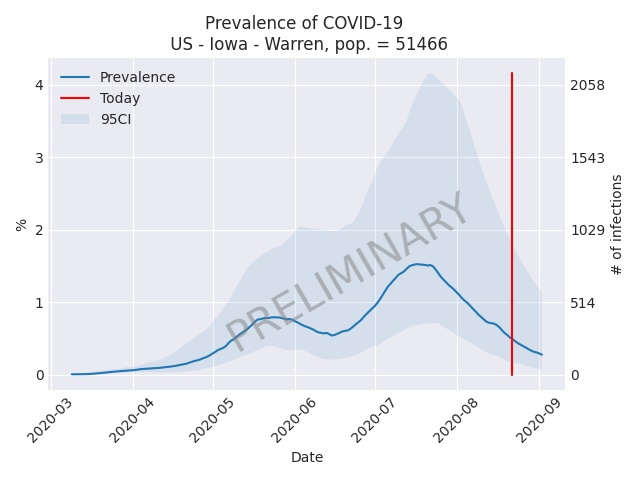 Prevalence of COVID-19
US - Iowa - Warren, pop. = 51466
Prevalence
Today
95CI
4
3
2
1
0
%
2058
1543
1029
514
0
# of infections
PRELIMINARY
2020-03
2020-04
2020-05
2020-06
2020-07
2020-08
2020-09
Date